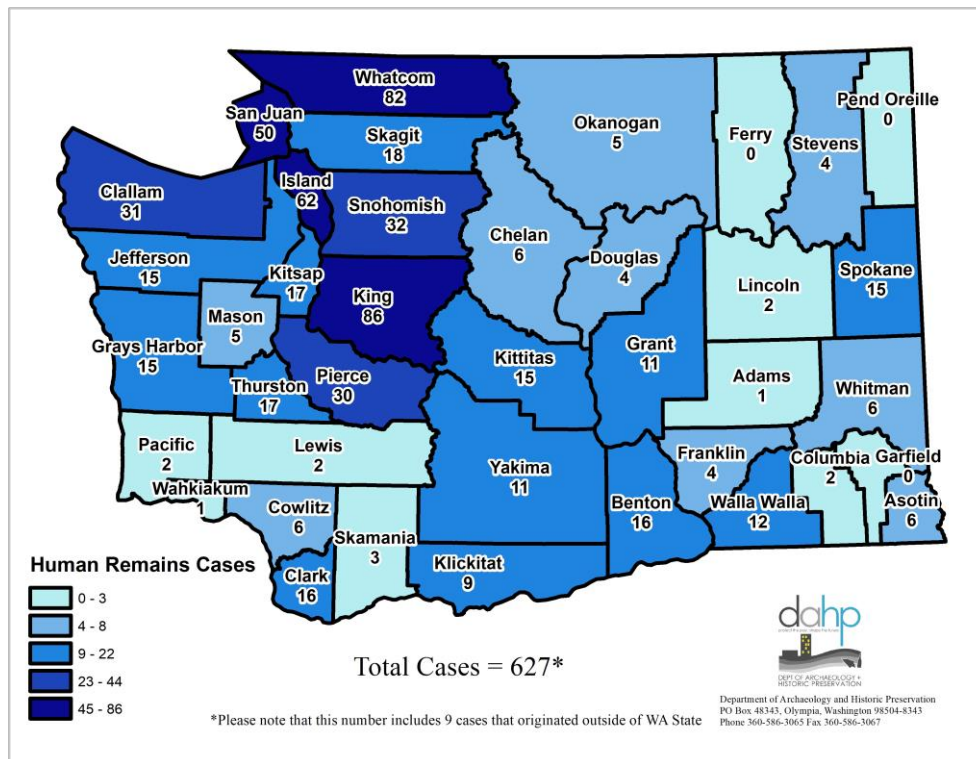 Whatcom
82
San Juan
50
Skagit
18
Okanogan
5
Ferry
0
Stevens
4
Pend Oreille
0
Clallam
31
Island
62
Snohomish
32
Chelan
6
Douglas
4
Jefferson
15
Kitsap
17
King
86
Lincoln
2
Spokane
15
Mason
5
Grays Harbor
15
Thurston
17
Pierce
30
Kittitas
15
Grant
11
Adams
1
Whitman
6
Pacific
2
Lewis
2
Wahkiakum
1
Cowlitz
6
Skamania
3
Yakima
11
Franklin
4
Benton
16
Walla Walla
12
Columbia
2
Garfield
0
Asotin
6
Clark
16
Klickitat
9
Human Remains Cases
0 - 3
4 - 8
9 - 22
23 - 44
45 - 86
Total Cases = 627*
*Please note that this number includes 9 cases that originated outside of WA State
dahp
DEPT OF ARCHAEOLOGY +
HISTORIC PRESERVATION
Department of Archaeology and Historic Preservation
PO Box 48343, Olympia, Washington 98504-8343
Phone 360-586-3065 Fax 360-586-3067